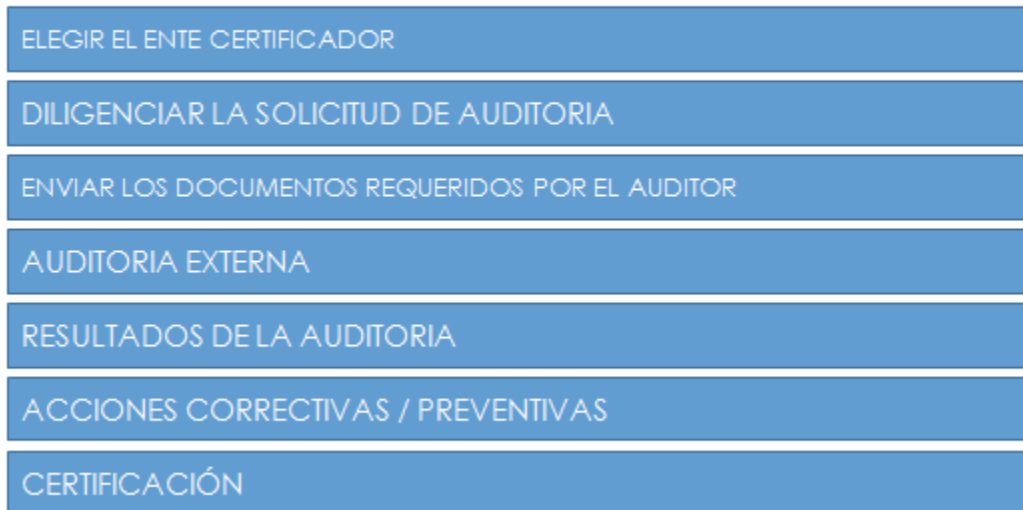 ELEGIR EL ENTE CERTIFICADOR
DILIGENCIAR LA SOLICITUD DE AUDITORIA
ENVIAR LOS DOCUMENTOS REQUERIDOS POR EL AUDITOR
AUDITORIA EXTERNA
RESULTADOS DE LA AUDITORIA
ACCIONES CORRECTIVAS / PREVENTIVAS
CERTIFICACIÓN